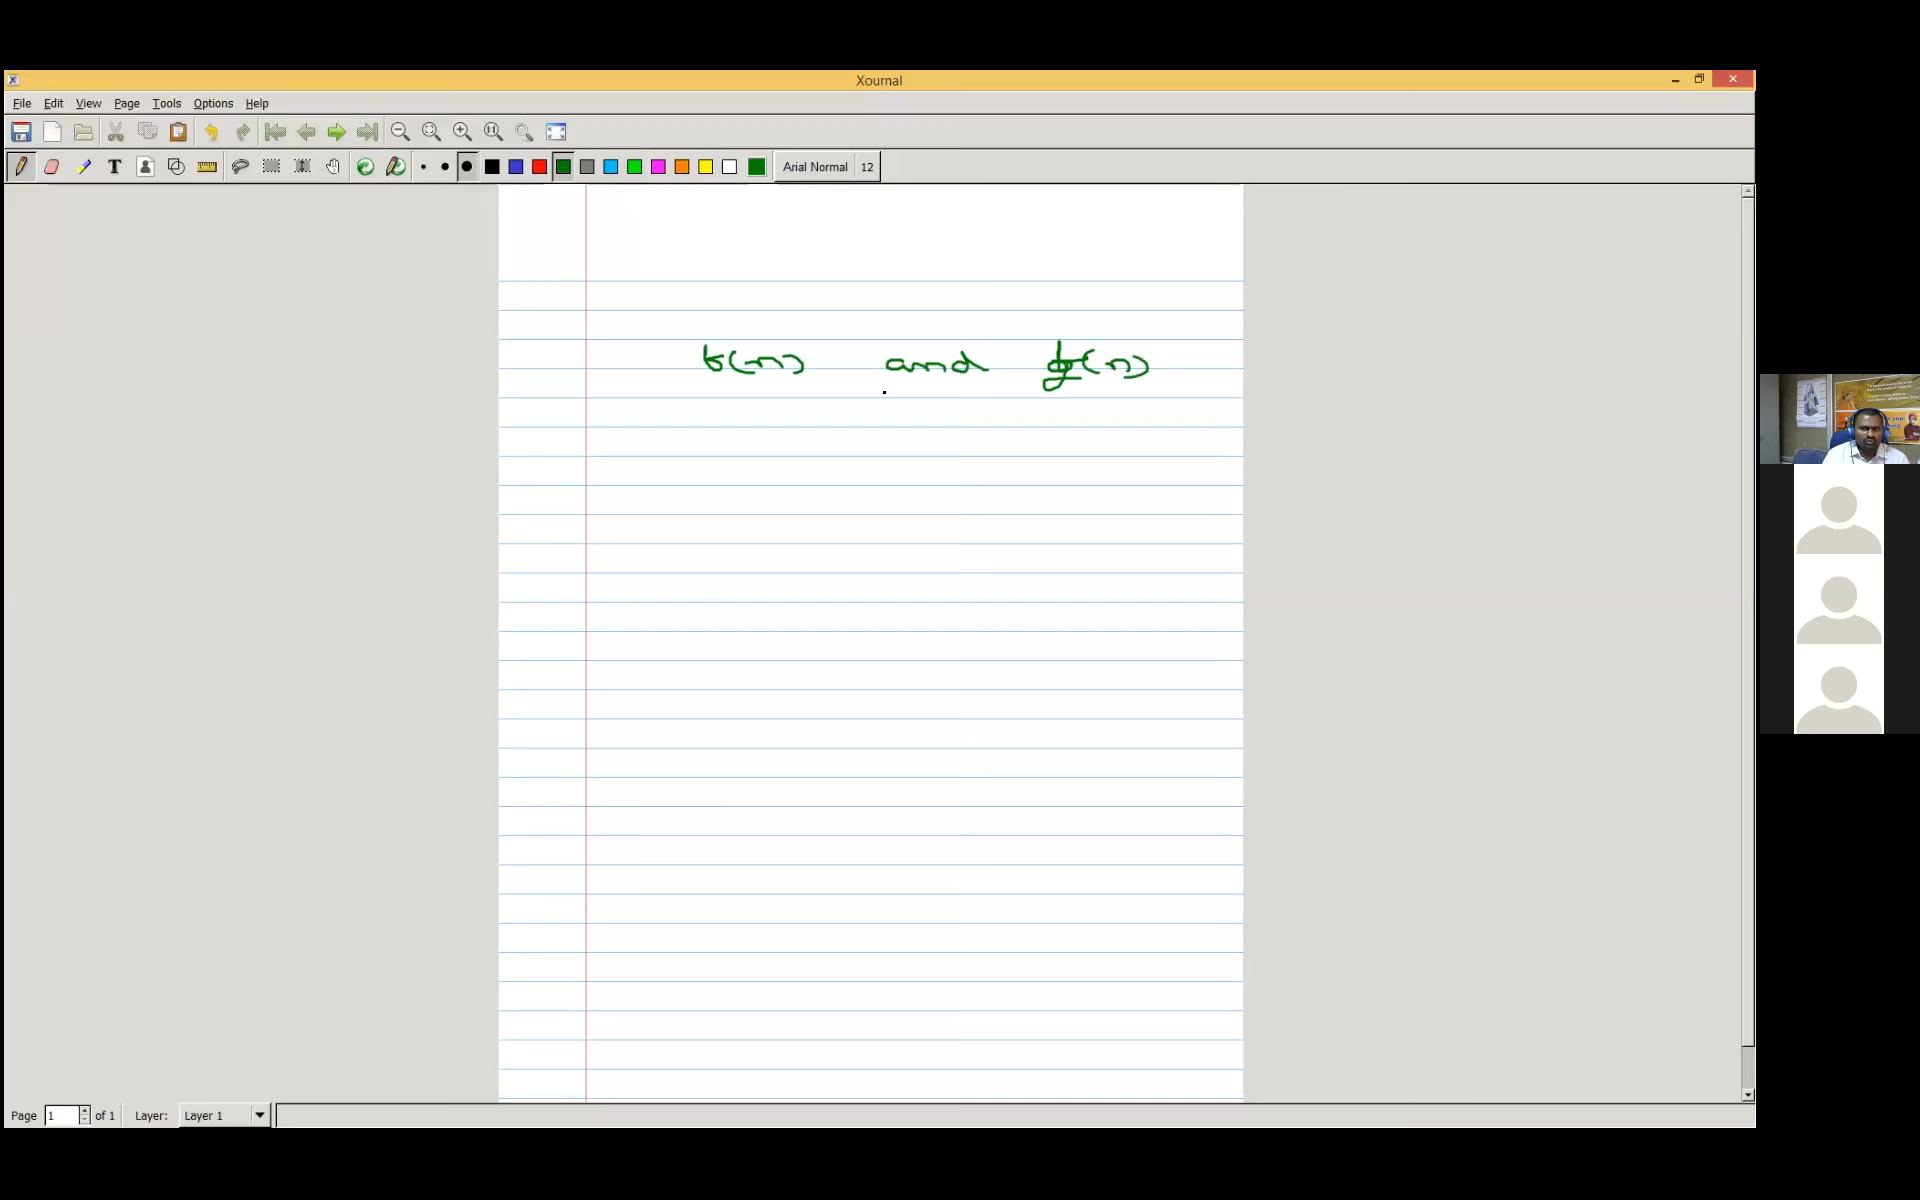 Xournal
File Edit View Page Tools Options Help
Arial Normal 12
t(n) and g(n)
Page 1 of 1 Layer: Layer 1